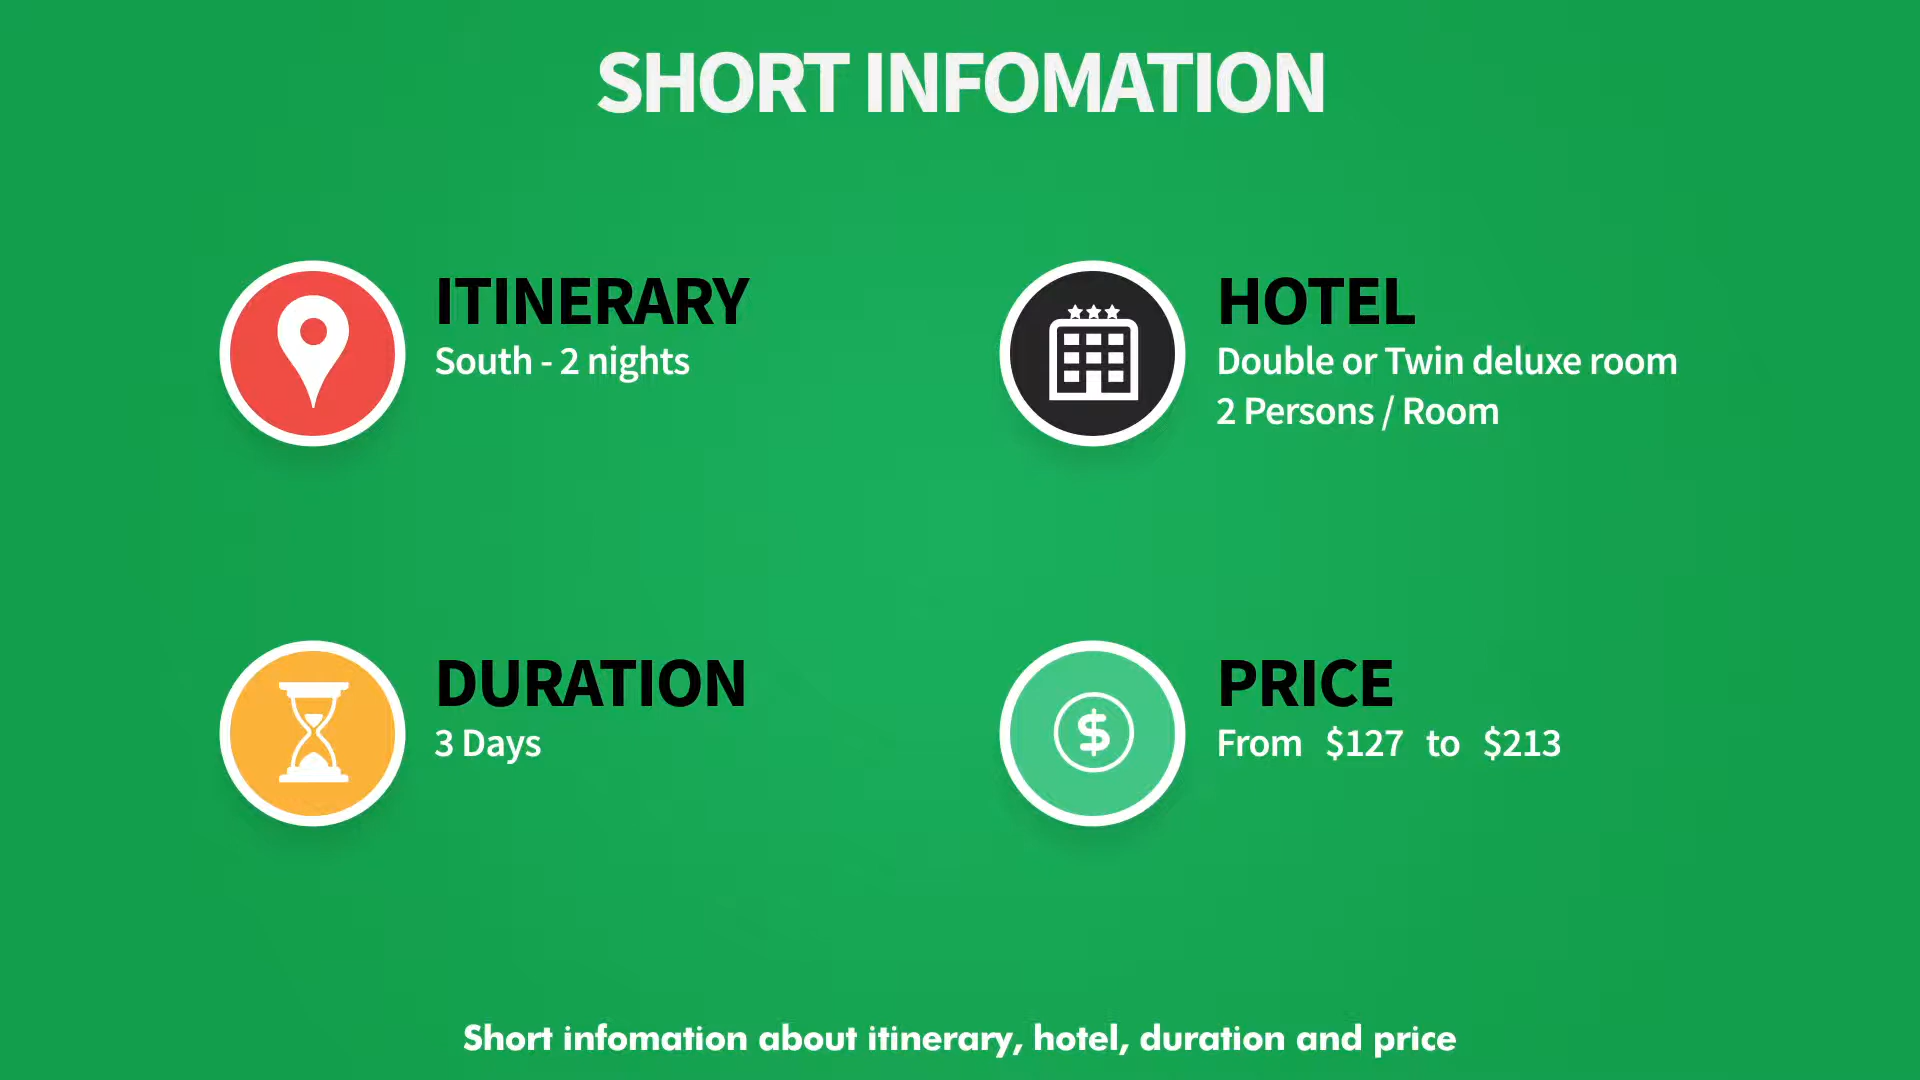 SHORT INFOMATION
ITINERARY
South - 2 nights
HOTEL
Double or Twin deluxe room
2 Persons / Room
DURATION
3 Days
PRICE
From $127 to $213
Short infomation about itinerary, hotel, duration and price